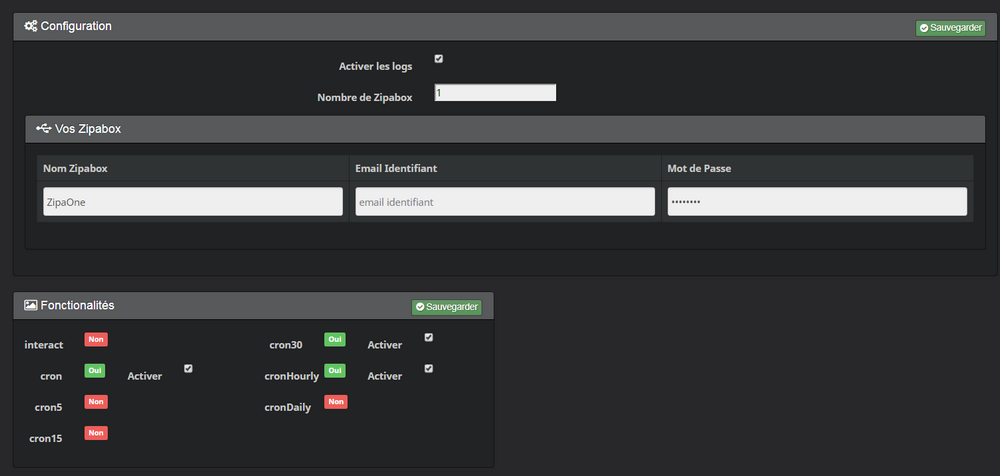 Configuration
Sauvegarder
Activer les logs
Nombre de Zipabox 1
Vos Zipabox
Nom Zipabox Email Identifiant Mot de Passe
ZipaOne email identifiant ••••••••
Fonctionalités Sauvegarder
interact Non cron30 Oui Activer
cron Oui Activer cronHourly Oui Activer
cron5 Non cronDaily Non
cron15 Non